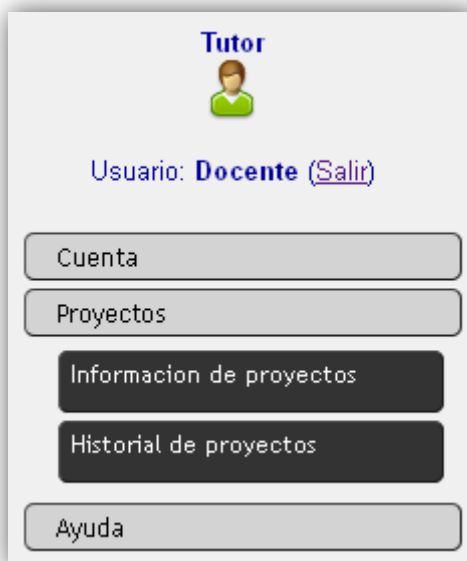 Tutor
Usuario: Docente (Salir)
Cuenta
Proyectos
Informacion de proyectos
Historial de proyectos
Ayuda